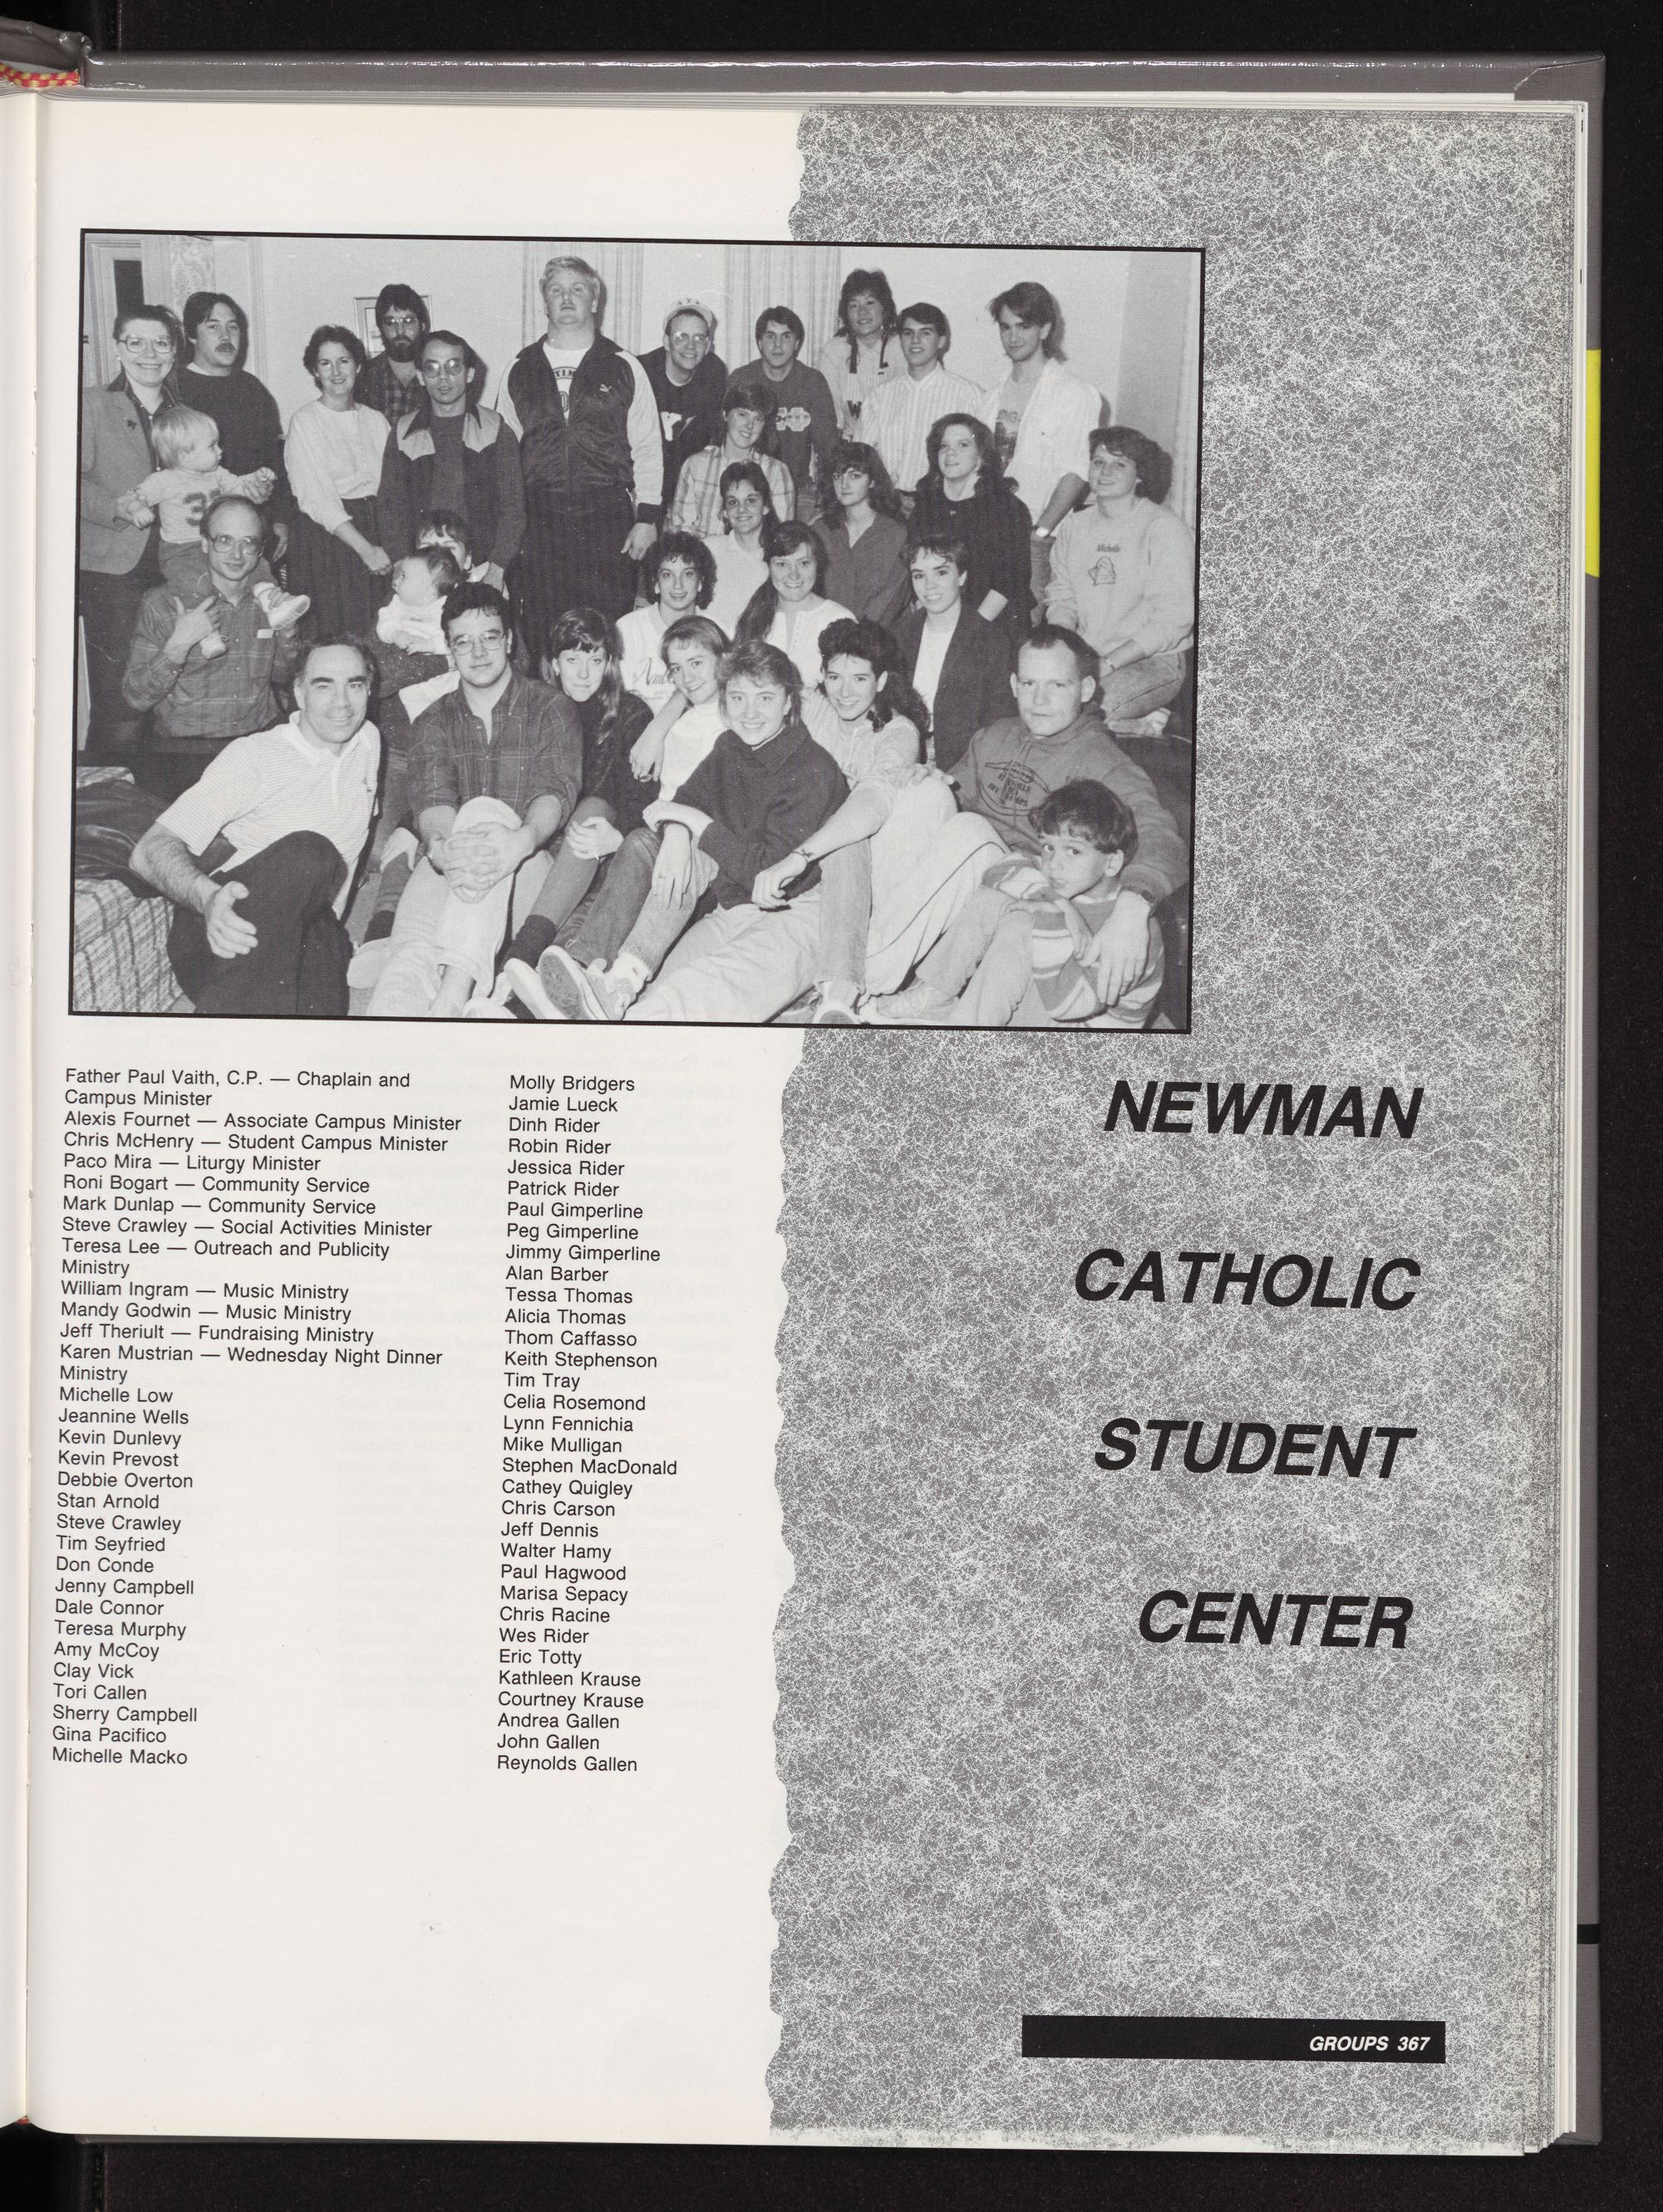 Father Paul Vaith, C.P. — Chaplain and
Campus Minister
Alexis Fournet — Associate Campus Minister
Chris McHenry — Student Campus Minister
Paco Mira — Liturgy Minister
Roni Bogart — Community Service
Mark Dunlap — Community Service
Steve Crawley — Social Activities Minister
Teresa Lee — Outreach and Publicity
Ministry
William Ingram — Music Ministry
Mandy Godwin — Music Ministry
Jeff Theriult — Fundraising Ministry
Karen Mustrian — Wednesday Night Dinner
Ministry
Michelle Low
Jeannine Wells
Kevin Dunlevy
Kevin Prevost
Debbie Overton
Stan Arnold
Steve Crawley
Tim Seyfried
Don Conde
Jenny Campbell
Dale Connor
Teresa Murphy
Amy McCoy
Clay Vick
Tori Callen
Sherry Campbell
Gina Pacifico
Michelle Macko
Molly Bridgers
Jamie Lueck
Dinh Rider
Robin Rider
Jessica Rider
Patrick Rider
Paul Gimperline
Peg Gimperline
Jimmy Gimperline
Alan Barber
Tessa Thomas
Alicia Thomas
Thom Caffasso
Keith Stephenson
Tim Tray
Celia Rosemond
Lynn Fennichia
Mike Mulligan
Stephen MacDonald
Cathey Quigley
Chris Carson
Jeff Dennis
Walter Hamy
Paul Hagwood
Marisa Sepacy
Chris Racine
Wes Rider
Eric Totty
Kathleen Krause
Courtney Krause
Andrea Gallen
John Gallen
Reynolds Gallen
NEWMAN
CATHOLIC
STUDENT
CENTER
GROUPS 367